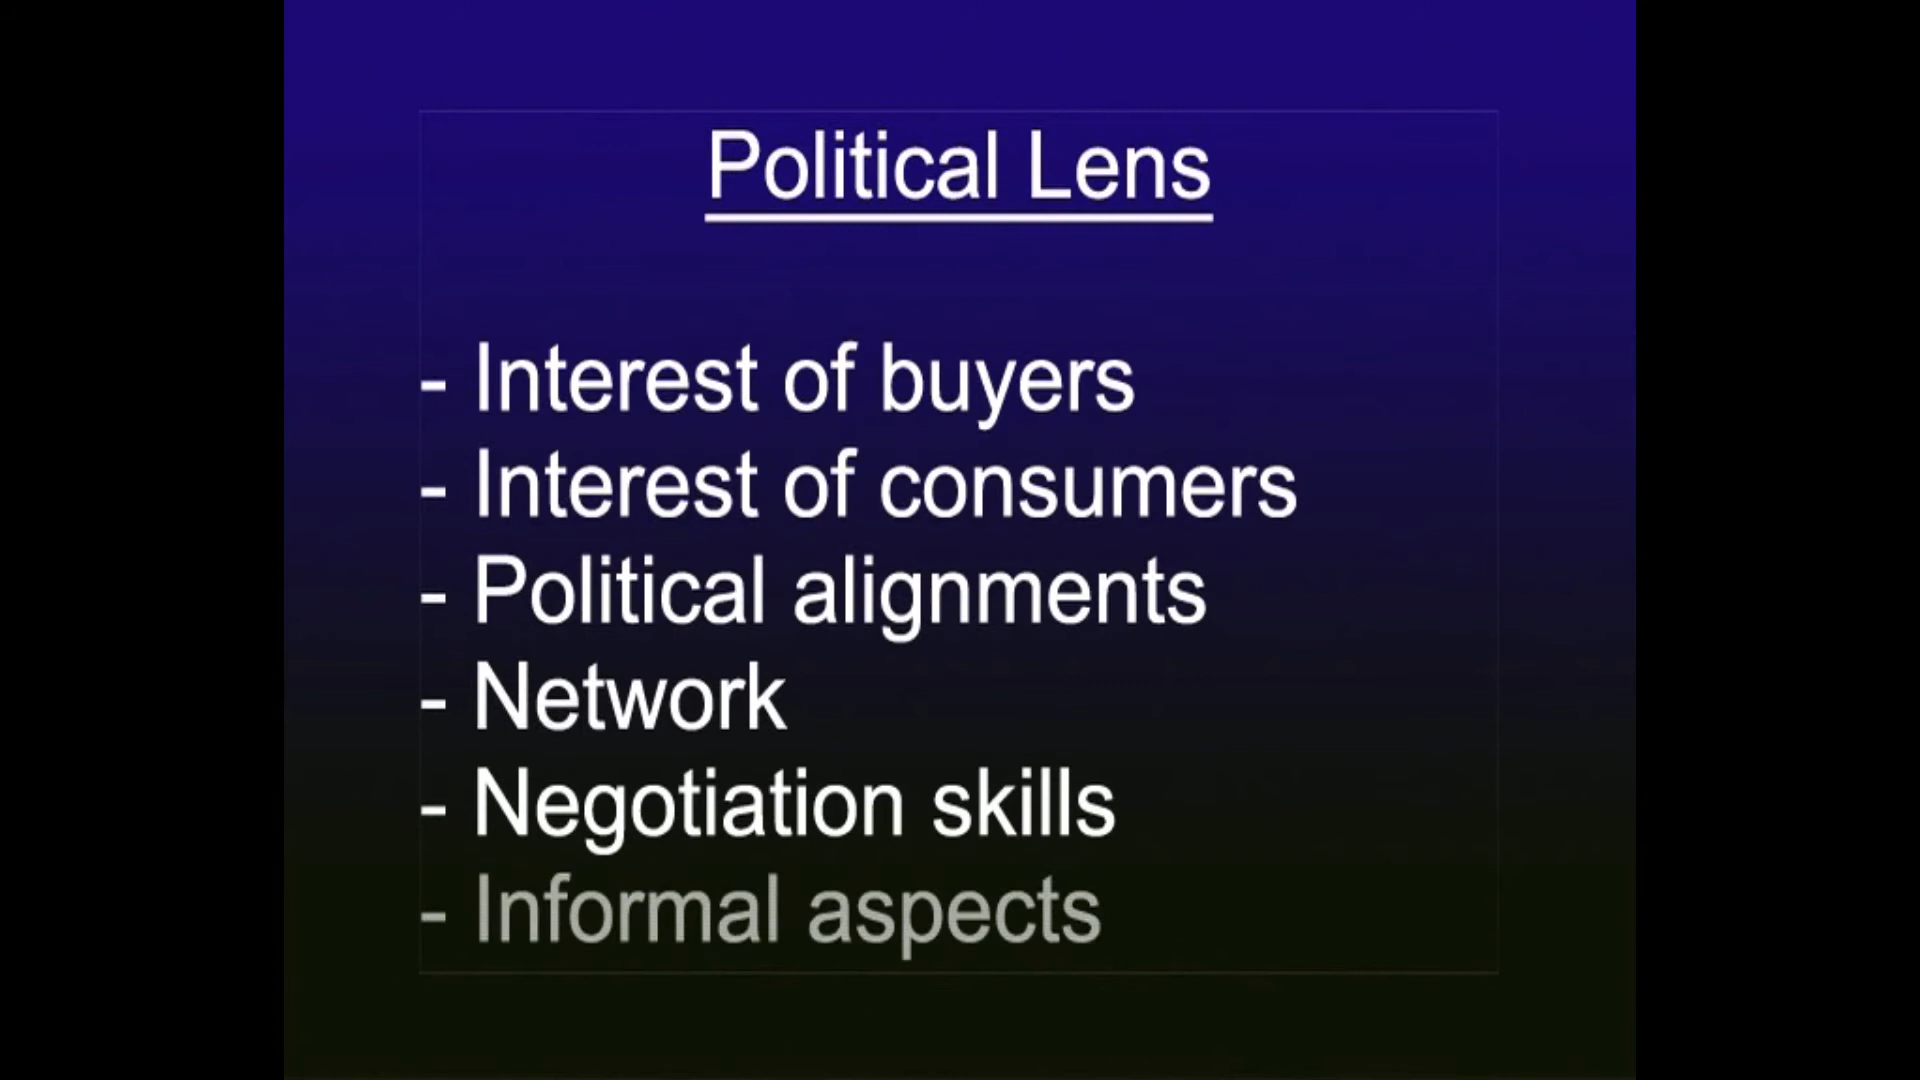 Political Lens
- Interest of buyers
- Interest of consumers
- Political alignments
- Network
- Negotiation skills
- Informal aspects